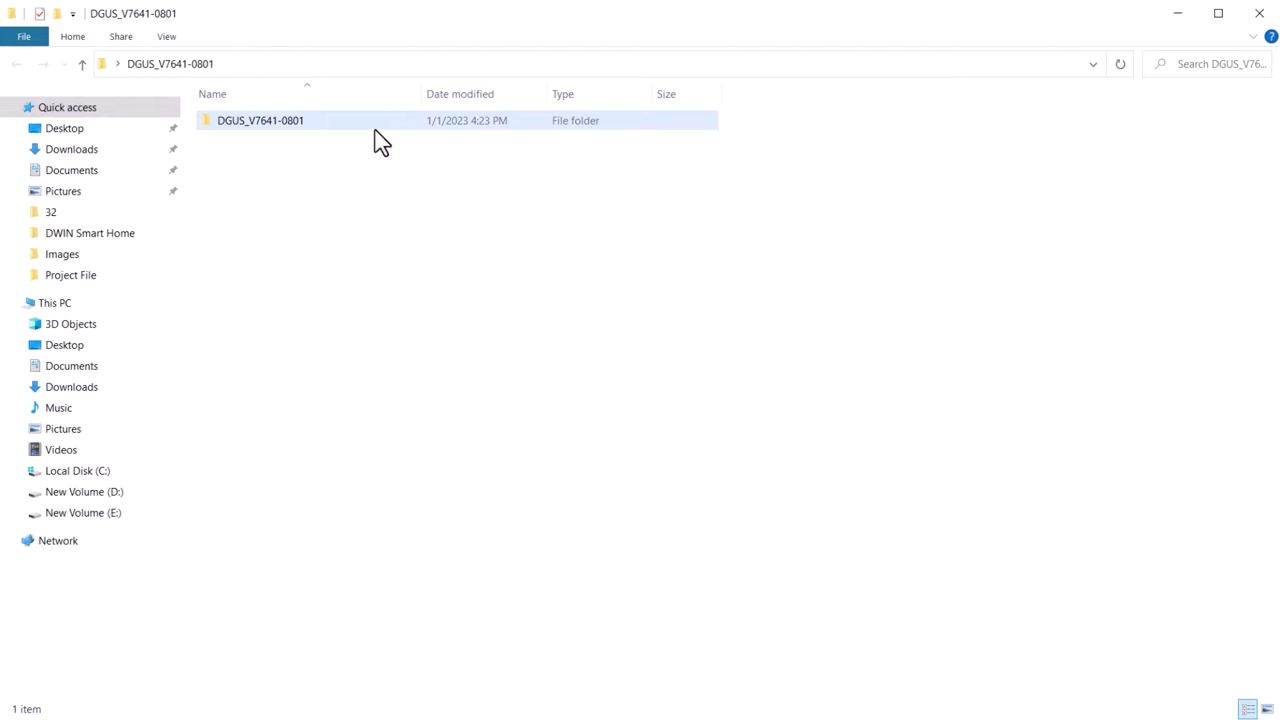 DGUS_V7641-0801
File Home Share View
DGUS_V7641-0801 Search DGUS_V76...
Name Date modified Type Size
Quick access
DGUS_V7641-0801 1/1/2023 4:23 PM File folder
Desktop
Downloads
Documents
Pictures
32
DWIN Smart Home
Images
Project File
This PC
3D Objects
Desktop
Documents
Downloads
Music
Pictures
Videos
Local Disk (C:)
New Volume (D:)
New Volume (E:)
Network
1 item